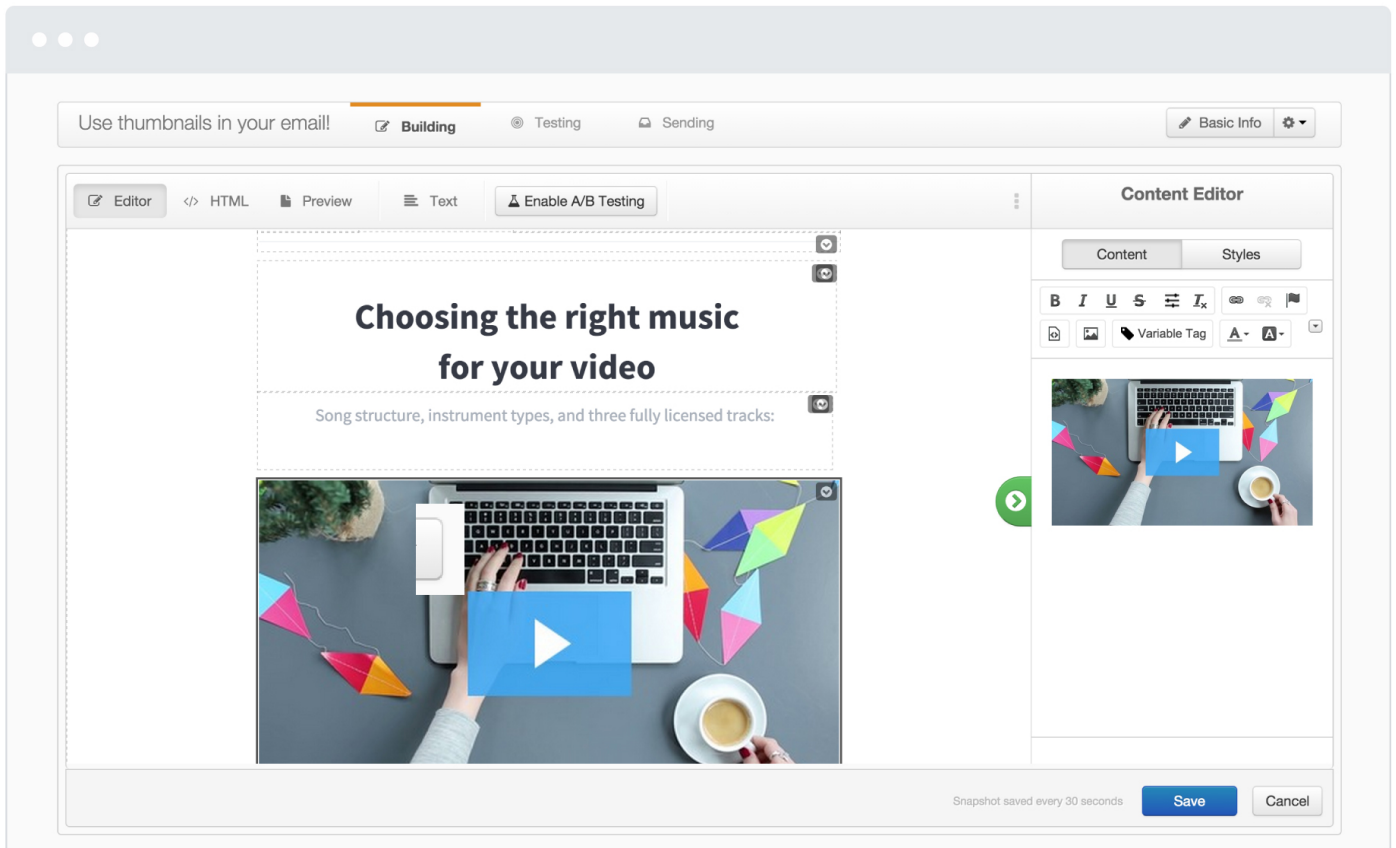 Use thumbnails in your email!
Building
Testing
Sending
Basic Info
Editor
</> HTML
Preview
Text
Enable A/B Testing
Content Editor
Content
Styles
B I U S Tx
Variable Tag A A
Choosing the right music
for your video
Song structure, instrument types, and three fully licensed tracks:
Snapshot saved every 30 seconds
Save
Cancel